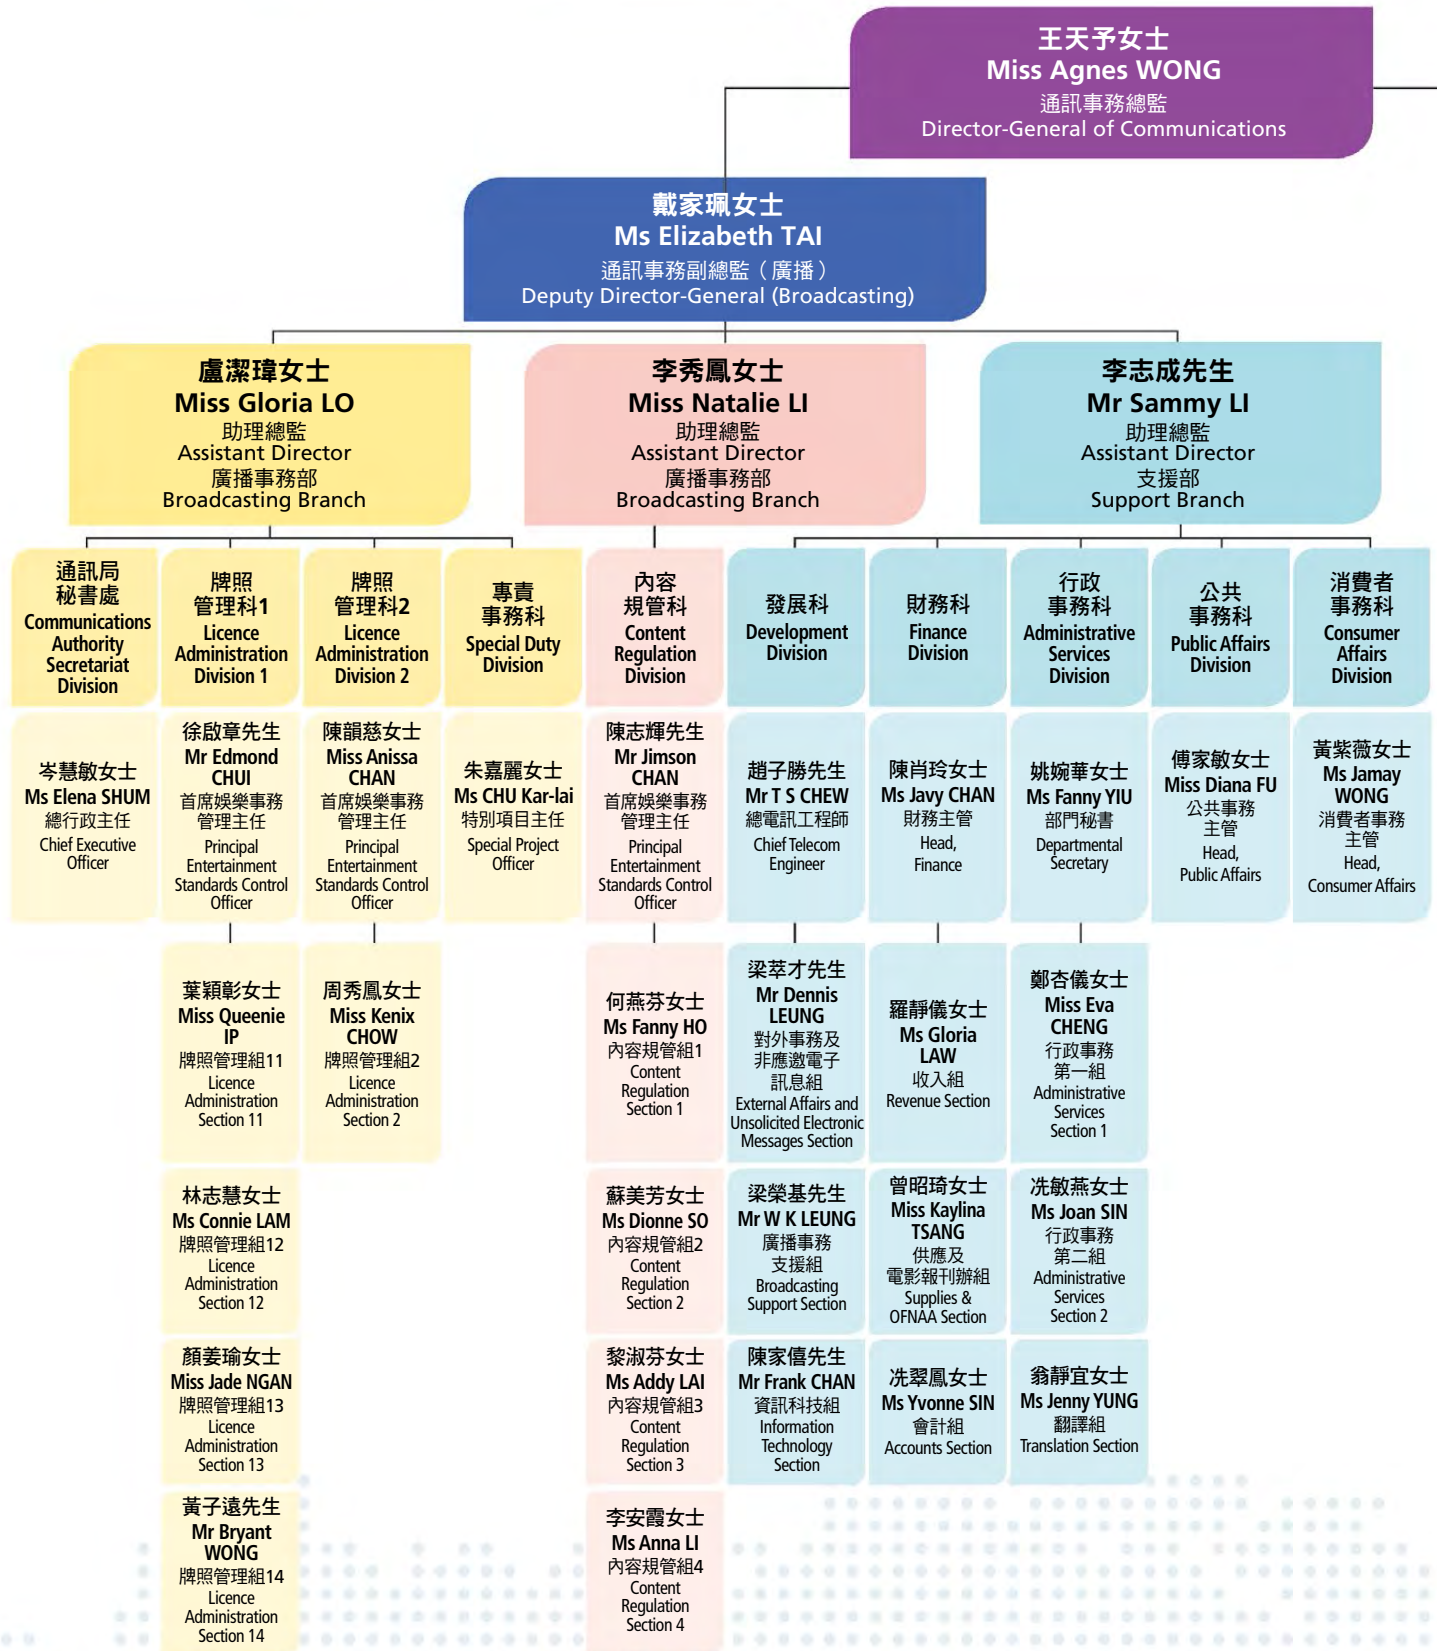 王天予女士
Miss Agnes WONG
通訊事務總監
Director-General of Communications
戴家珮女士
Ms Elizabeth TAI
通訊事務副總監（廣播）
Deputy Director-General (Broadcasting)
盧潔瑋女士
Miss Gloria LO
助理總監
Assistant Director
廣播事務部
Broadcasting Branch
李秀鳳女士
Miss Natalie LI
助理總監
Assistant Director
廣播事務部
Broadcasting Branch
李志成先生
Mr Sammy LI
助理總監
Assistant Director
支援部
Support Branch
通訊局
秘書處
Communications
Authority
Secretariat
Division
牌照
管理科1
Licence
Administration
Division 1
牌照
管理科2
Licence
Administration
Division 2
專責
事務科
Special Duty
Division
內容
規管科
Content
Regulation
Division
發展科
Development
Division
財務科
Finance
Division
行政
事務科
Administrative
Services
Division
公共
事務科
Public Affairs
Division
消費者
事務科
Consumer
Affairs
Division
岑慧敏女士
Ms Elena SHUM
總行政主任
Chief Executive
Officer
徐啟章先生
Mr Edmond
CHUI
首席娛樂事務
管理主任
Principal
Entertainment
Standards Control
Officer
陳韻慈女士
Miss Anissa
CHAN
首席娛樂事務
管理主任
Principal
Entertainment
Standards Control
Officer
朱嘉麗女士
Ms CHU Kar-lai
特別項目主任
Special Project
Officer
陳志輝先生
Mr Jimson
CHAN
首席娛樂事務
管理主任
Principal
Entertainment
Standards Control
Officer
趙子勝先生
Mr T S CHEW
總電訊工程師
Chief Telecom
Engineer
陳肖玲女士
Ms Javy CHAN
財務主管
Head,
Finance
姚婉華女士
Ms Fanny YIU
部門秘書
Departmental
Secretary
傅家敏女士
Miss Diana FU
公共事務
主管
Head,
Public Affairs
黃紫薇女士
Ms Jamay
WONG
消費者事務
主管
Head,
Consumer Affairs
葉穎彰女士
Miss Queenie
IP
牌照管理組11
Licence
Administration
Section 11
周秀鳳女士
Miss Kenix
CHOW
牌照管理組2
Licence
Administration
Section 2
何燕芬女士
Ms Fanny HO
內容規管組1
Content
Regulation
Section 1
梁萃才先生
Mr Dennis
LEUNG
對外事務及
非應邀電子
訊息組
External Affairs and
Unsolicited Electronic
Messages Section
羅靜儀女士
Ms Gloria
LAW
收入組
Revenue Section
鄭杏儀女士
Miss Eva
CHENG
行政事務
第一組
Administrative
Services
Section 1
林志慧女士
Ms Connie LAM
牌照管理組12
Licence
Administration
Section 12
蘇美芳女士
Ms Dionne SO
內容規管組2
Content
Regulation
Section 2
梁榮基先生
Mr W K LEUNG
廣播事務
支援組
Broadcasting
Support Section
曾昭琦女士
Miss Kaylina
TSANG
供應及
電影報刊辦組
Supplies &
OFNAA Section
冼敏燕女士
Ms Joan SIN
行政事務
第二組
Administrative
Services
Section 2
顏姜瑜女士
Miss Jade NGAN
牌照管理組13
Licence
Administration
Section 13
黎淑芬女士
Ms Addy LAI
內容規管組3
Content
Regulation
Section 3
陳家僖先生
Mr Frank CHAN
資訊科技組
Information
Technology
Section
冼翠鳳女士
Ms Yvonne SIN
會計組
Accounts Section
翁靜宜女士
Ms Jenny YUNG
翻譯組
Translation Section
黃子遠先生
Mr Bryant
WONG
牌照管理組14
Licence
Administration
Section 14
李安霞女士
Ms Anna LI
內容規管組4
Content
Regulation
Section 4